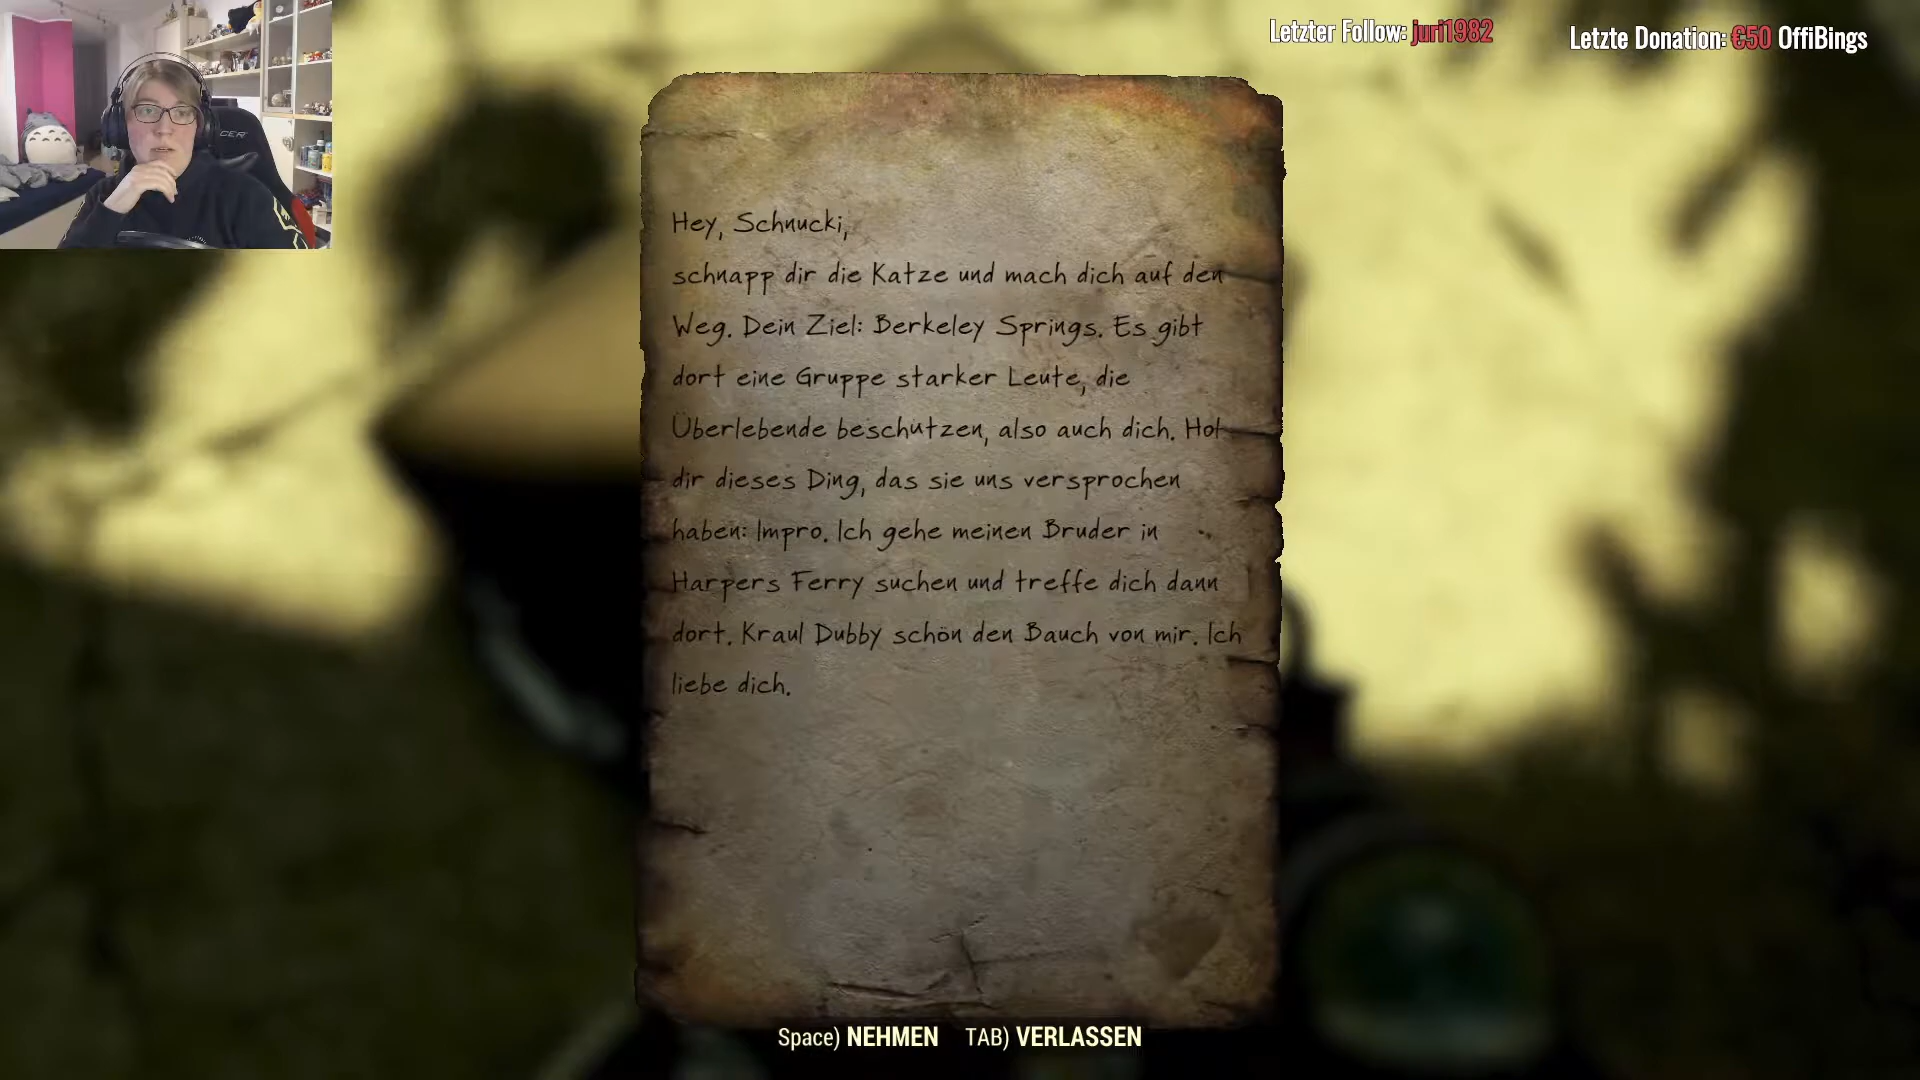 Letzter Follow: juri1982
Letzte Donation: €50 OffiBings
Hey, Schnucki,
schnapp dir die Katze und mach dich auf den
Weg. Dein Ziel: Berkeley Springs. Es gibt
dort eine Gruppe starker Leute, die
Überlebende beschützen, also auch dich. Hol
dir dieses Ding, das sie uns versprochen
haben: Impro. Ich gehe meinen Bruder in
Harpers Ferry suchen und treffe dich dann
dort. Kraul Dubby schön den Bauch von mir. Ich
liebe dich.
Space) NEHMEN TAB) VERLASSEN